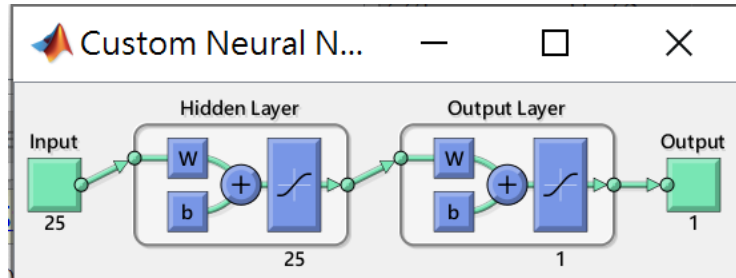 Custom Neural N...
Hidden Layer
Output Layer
Input
Output
W
W
b
b
25
25
1
1